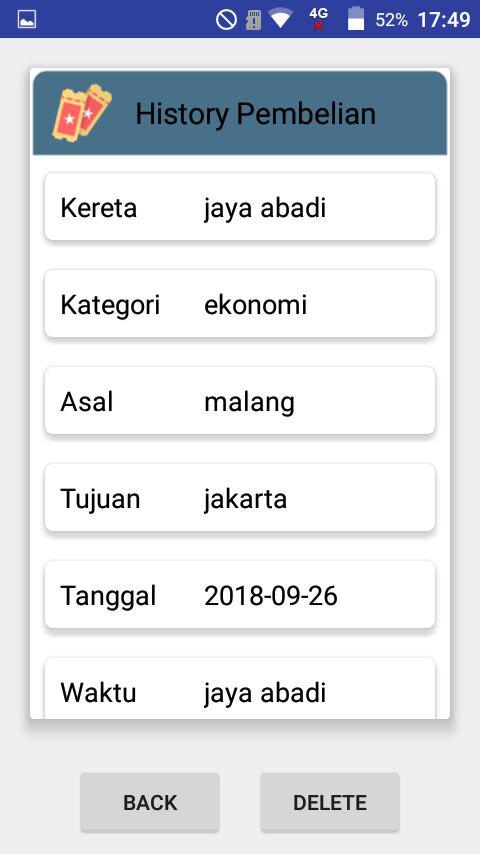 4G 52% 17:49
History Pembelian
Kereta jaya abadi
Kategori ekonomi
Asal malang
Tujuan jakarta
Tanggal 2018-09-26
Waktu jaya abadi
BACK DELETE